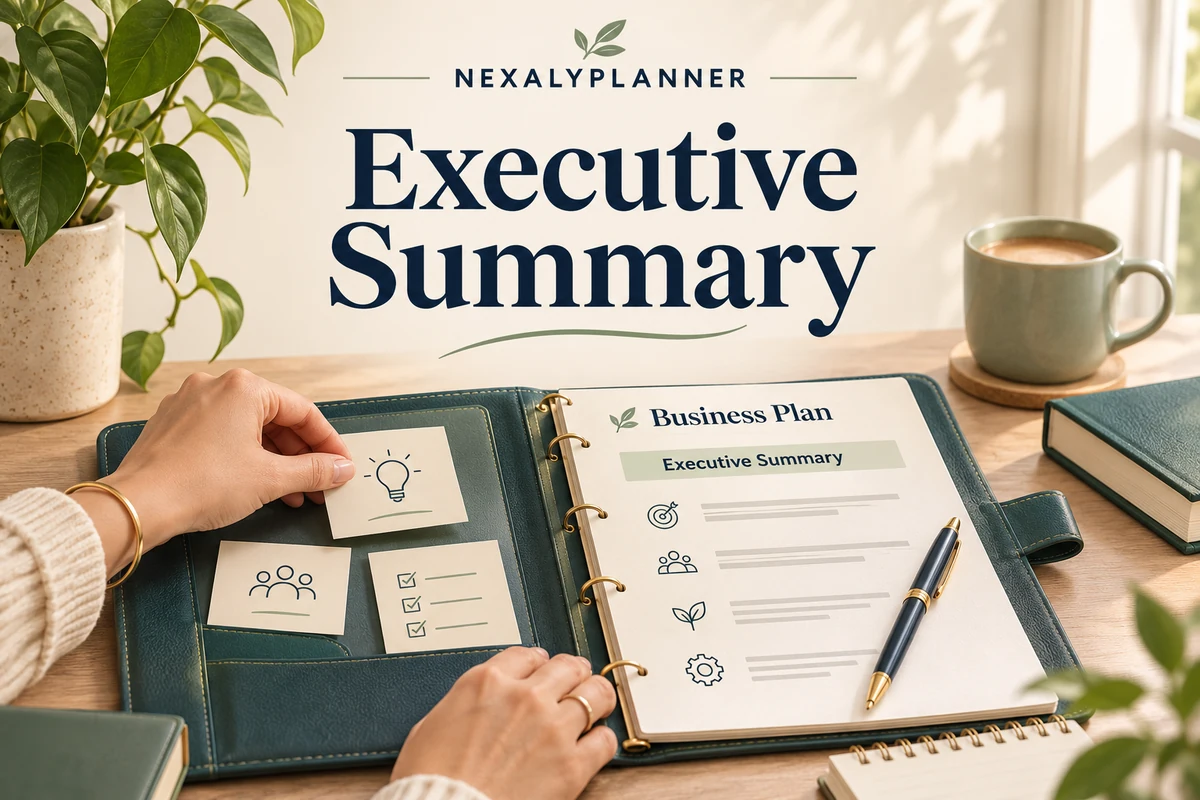 NEXALYPLANNER
Executive
Summary
Business Plan
Executive Summary